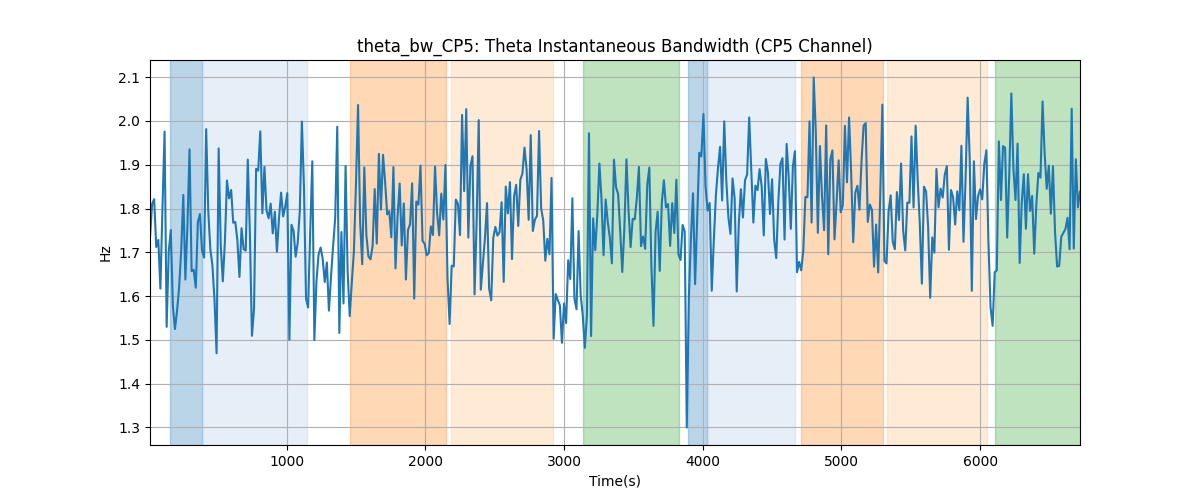 theta_bw_CP5: Theta Instantaneous Bandwidth (CP5 Channel)
2.1
2.0
1.9
1.8
1.7
1.6
1.5
1.4
1.3
Hz
1000 2000 3000 4000 5000 6000
Time(s)